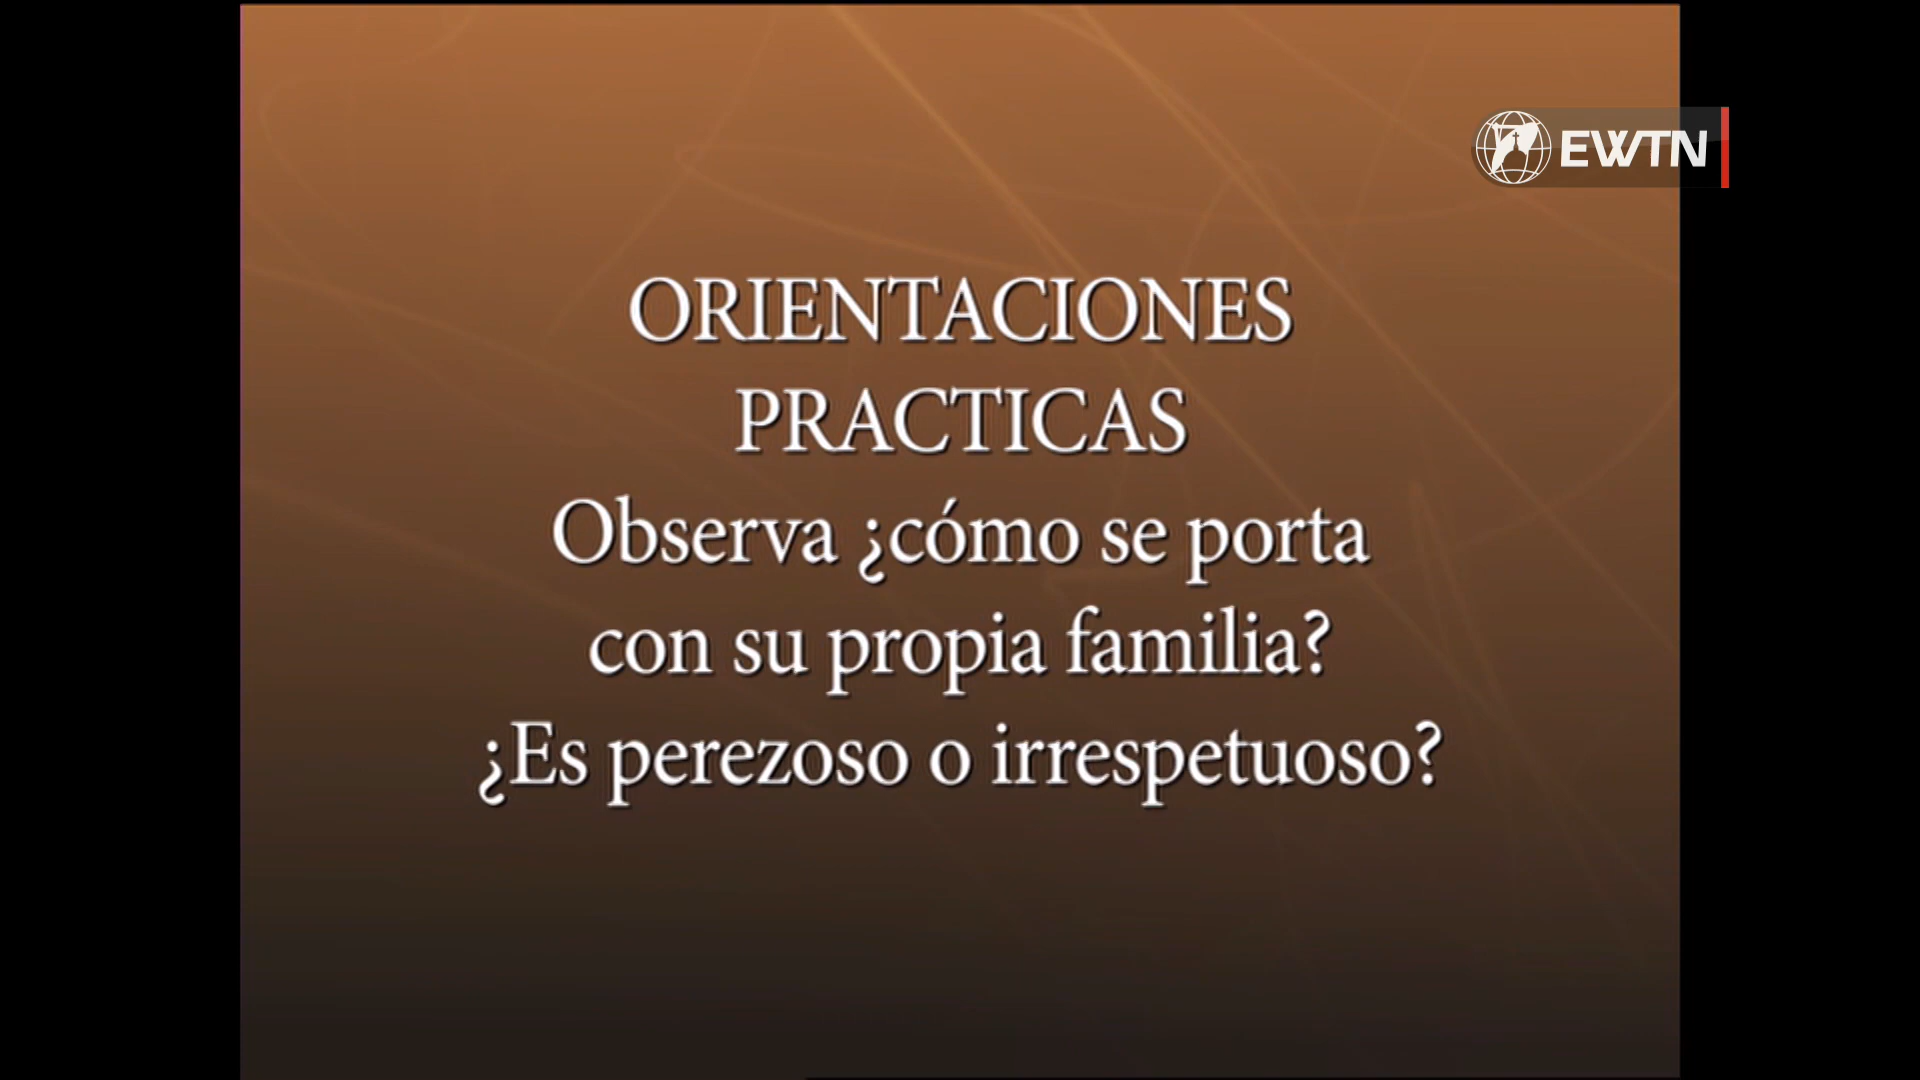 EWTN
ORIENTACIONES
PRACTICAS
Observa ¿cómo se porta
con su propia familia?
¿Es perezoso o irrespetuoso?